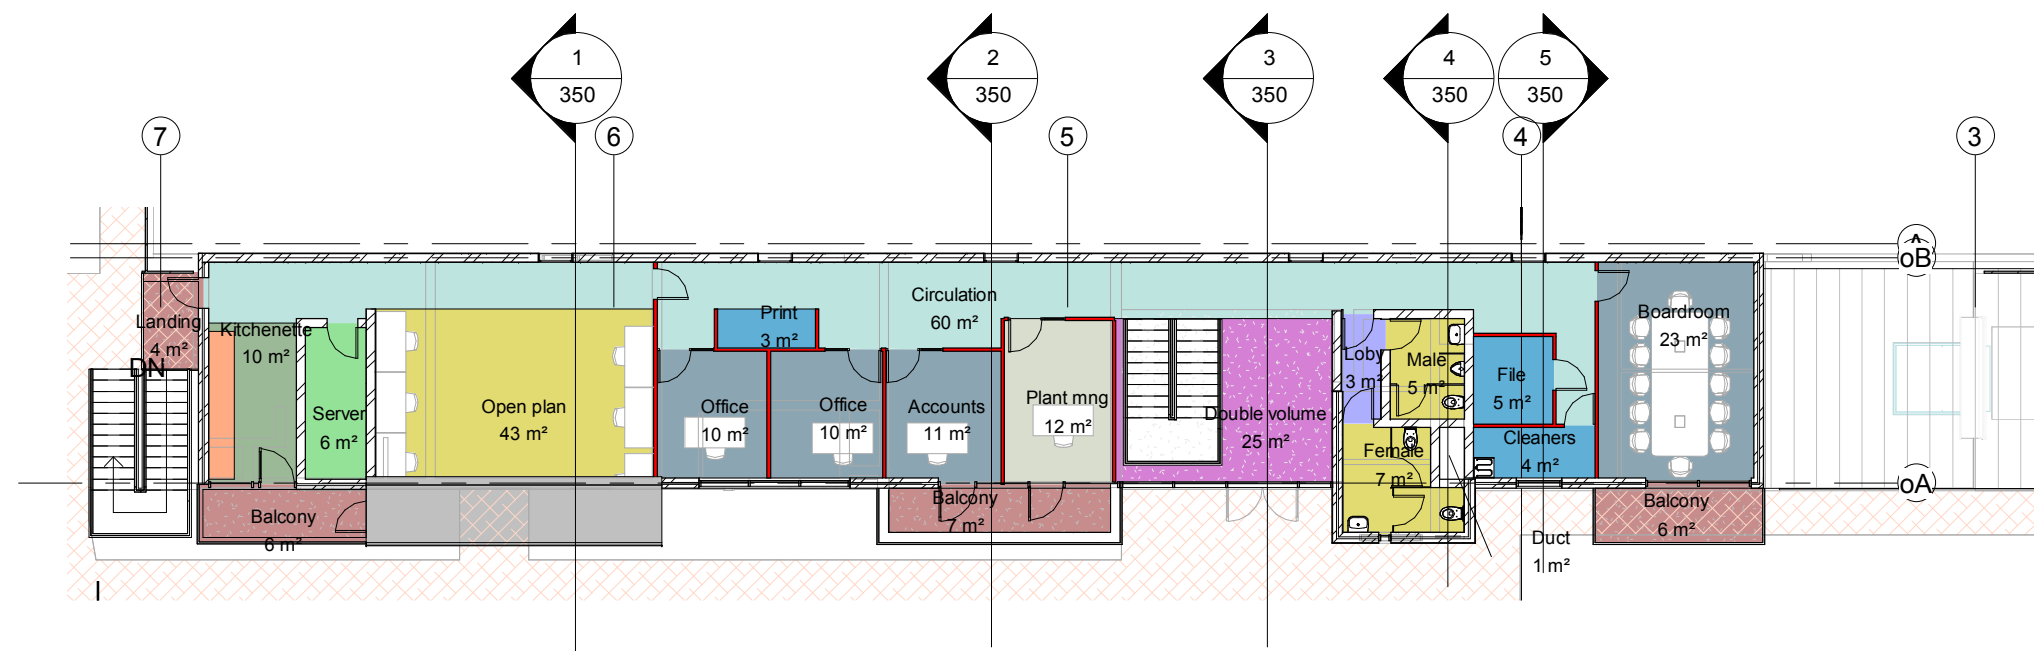 1
350
2
350
3
350
4
350
5
350
7
6
5
4
3
A
oB
oA
Landing
4 m²
DN
Kitchenette
10 m²
Server
6 m²
Balcony
6 m²
Open plan
43 m²
Print
3 m²
Circulation
60 m²
Office
10 m²
Office
10 m²
Accounts
11 m²
Plant mng
12 m²
Balcony
7 m²
Double volume
25 m²
Loby
3 m²
Male
5 m²
Female
7 m²
File
5 m²
Cleaners
4 m²
Duct
1 m²
Boardroom
23 m²
Balcony
6 m²